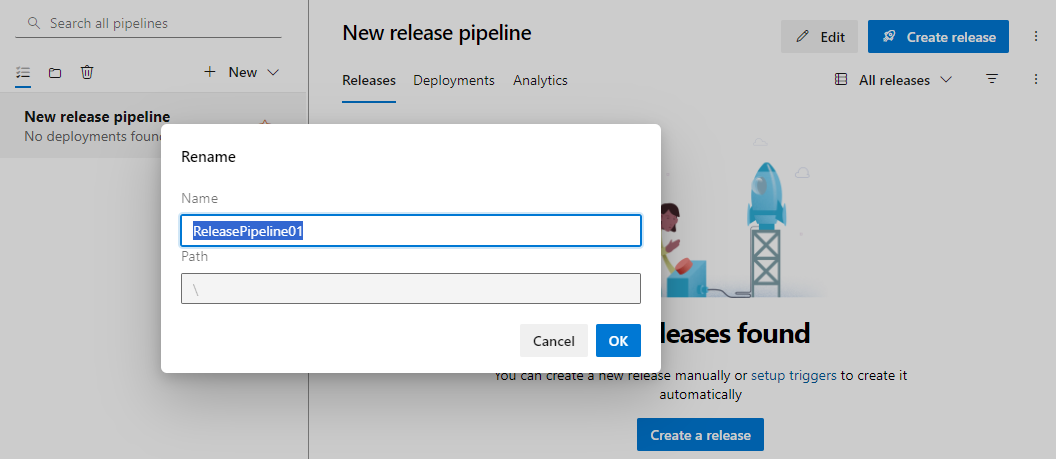 Search all pipelines
New
New release pipeline
No deployments found
New release pipeline
Edit
Create release
Releases Deployments Analytics
All releases
Rename
Name
ReleasePipeline01
Path
\
Cancel OK
leases found
You can create a new release manually or setup triggers to create it
automatically
Create a release